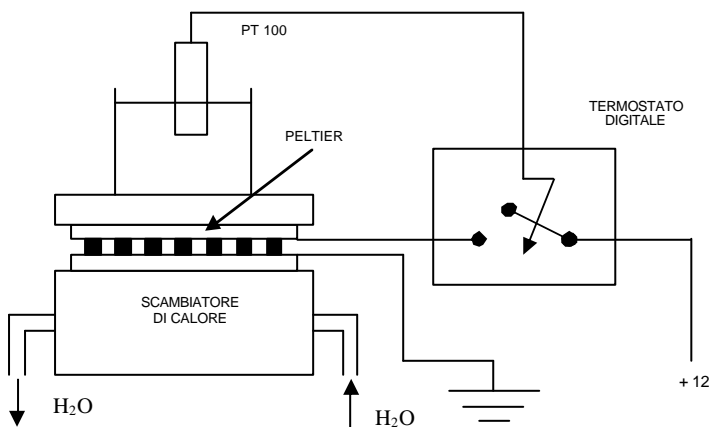 PT 100
TERMOSTATO
DIGITALE
PELTIER
SCAMBIATORE
DI CALORE
+ 12
H₂O
H₂O